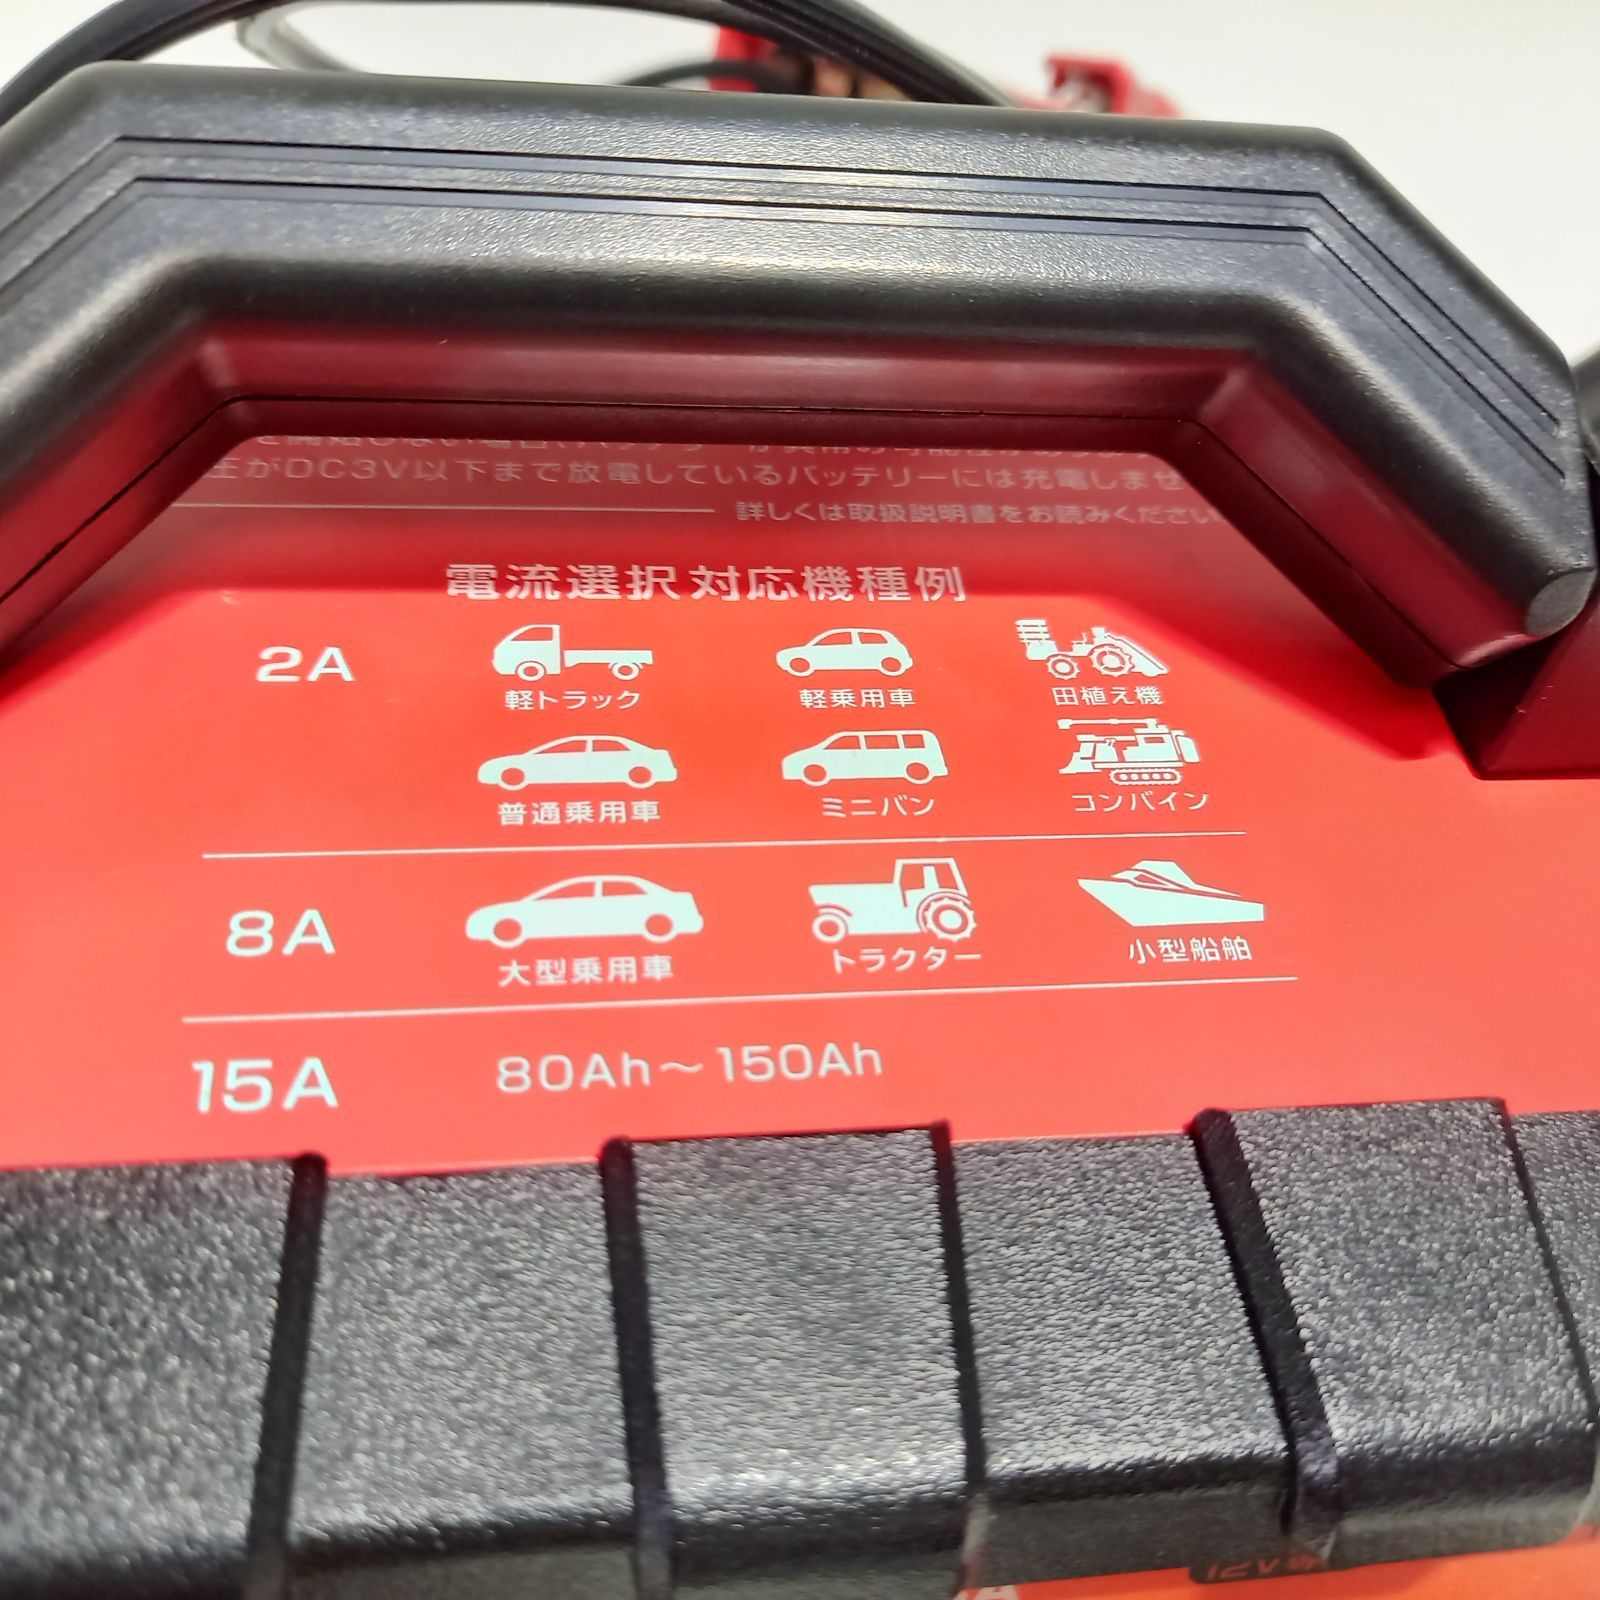 圧がDC3V以下まで放電しているバッテリーには充電しませ
詳しくは取扱説明書をお読みください
電流選択対応機種例
2A
軽トラック 軽乗用車 田植え機
普通乗用車 ミニバン コンバイン
8A
大型乗用車 トラクター 小型船舶
15A 80Ah～150Ah
12V